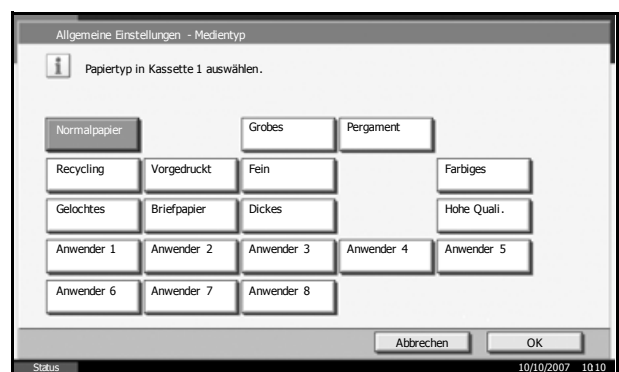 Allgemeine Einstellungen - Medientyp
Papiertyp in Kassette 1 auswählen.
Normalpapier Grobes Pergament
Recycling Vorgedruckt Fein Farbiges
Gelochtes Briefpapier Dickes Hohe Quali.
Anwender 1 Anwender 2 Anwender 3 Anwender 4 Anwender 5
Anwender 6 Anwender 7 Anwender 8
Abbrechen OK
Status 10/10/2007 10:10